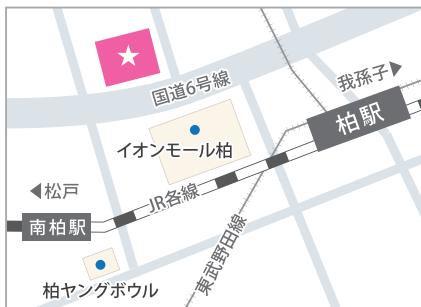 国道6号線
我孫子
柏駅
イオンモール柏
JR各線
松戸
南柏駅
東武野田線
柏ヤングボウル